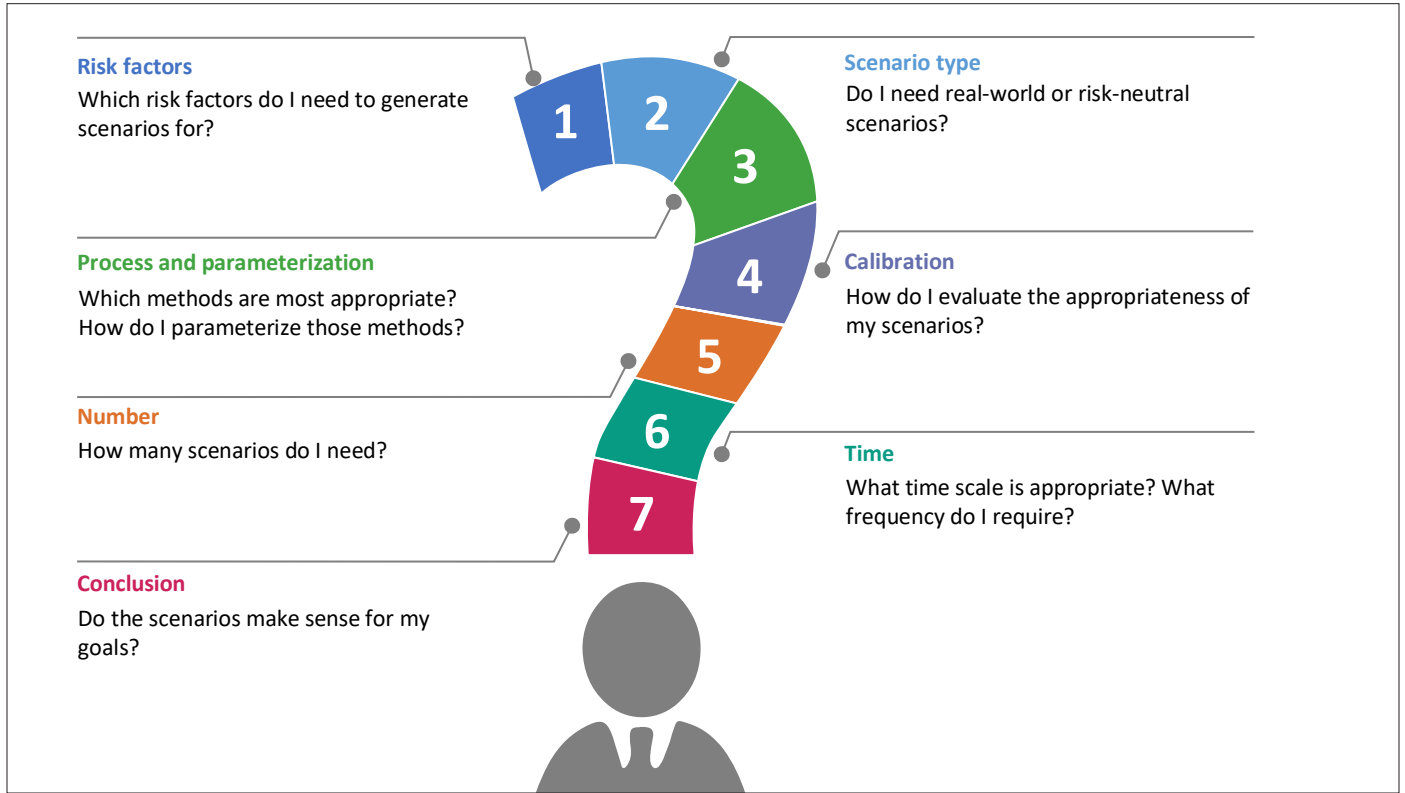 Risk factors
Which risk factors do I need to generate
scenarios for?
1
2
Scenario type
Do I need real-world or risk-neutral
scenarios?
3
Process and parameterization
Which methods are most appropriate?
How do I parameterize those methods?
4
Calibration
How do I evaluate the appropriateness of
my scenarios?
5
Number
How many scenarios do I need?
6
Time
What time scale is appropriate? What
frequency do I require?
7
Conclusion
Do the scenarios make sense for my
goals?